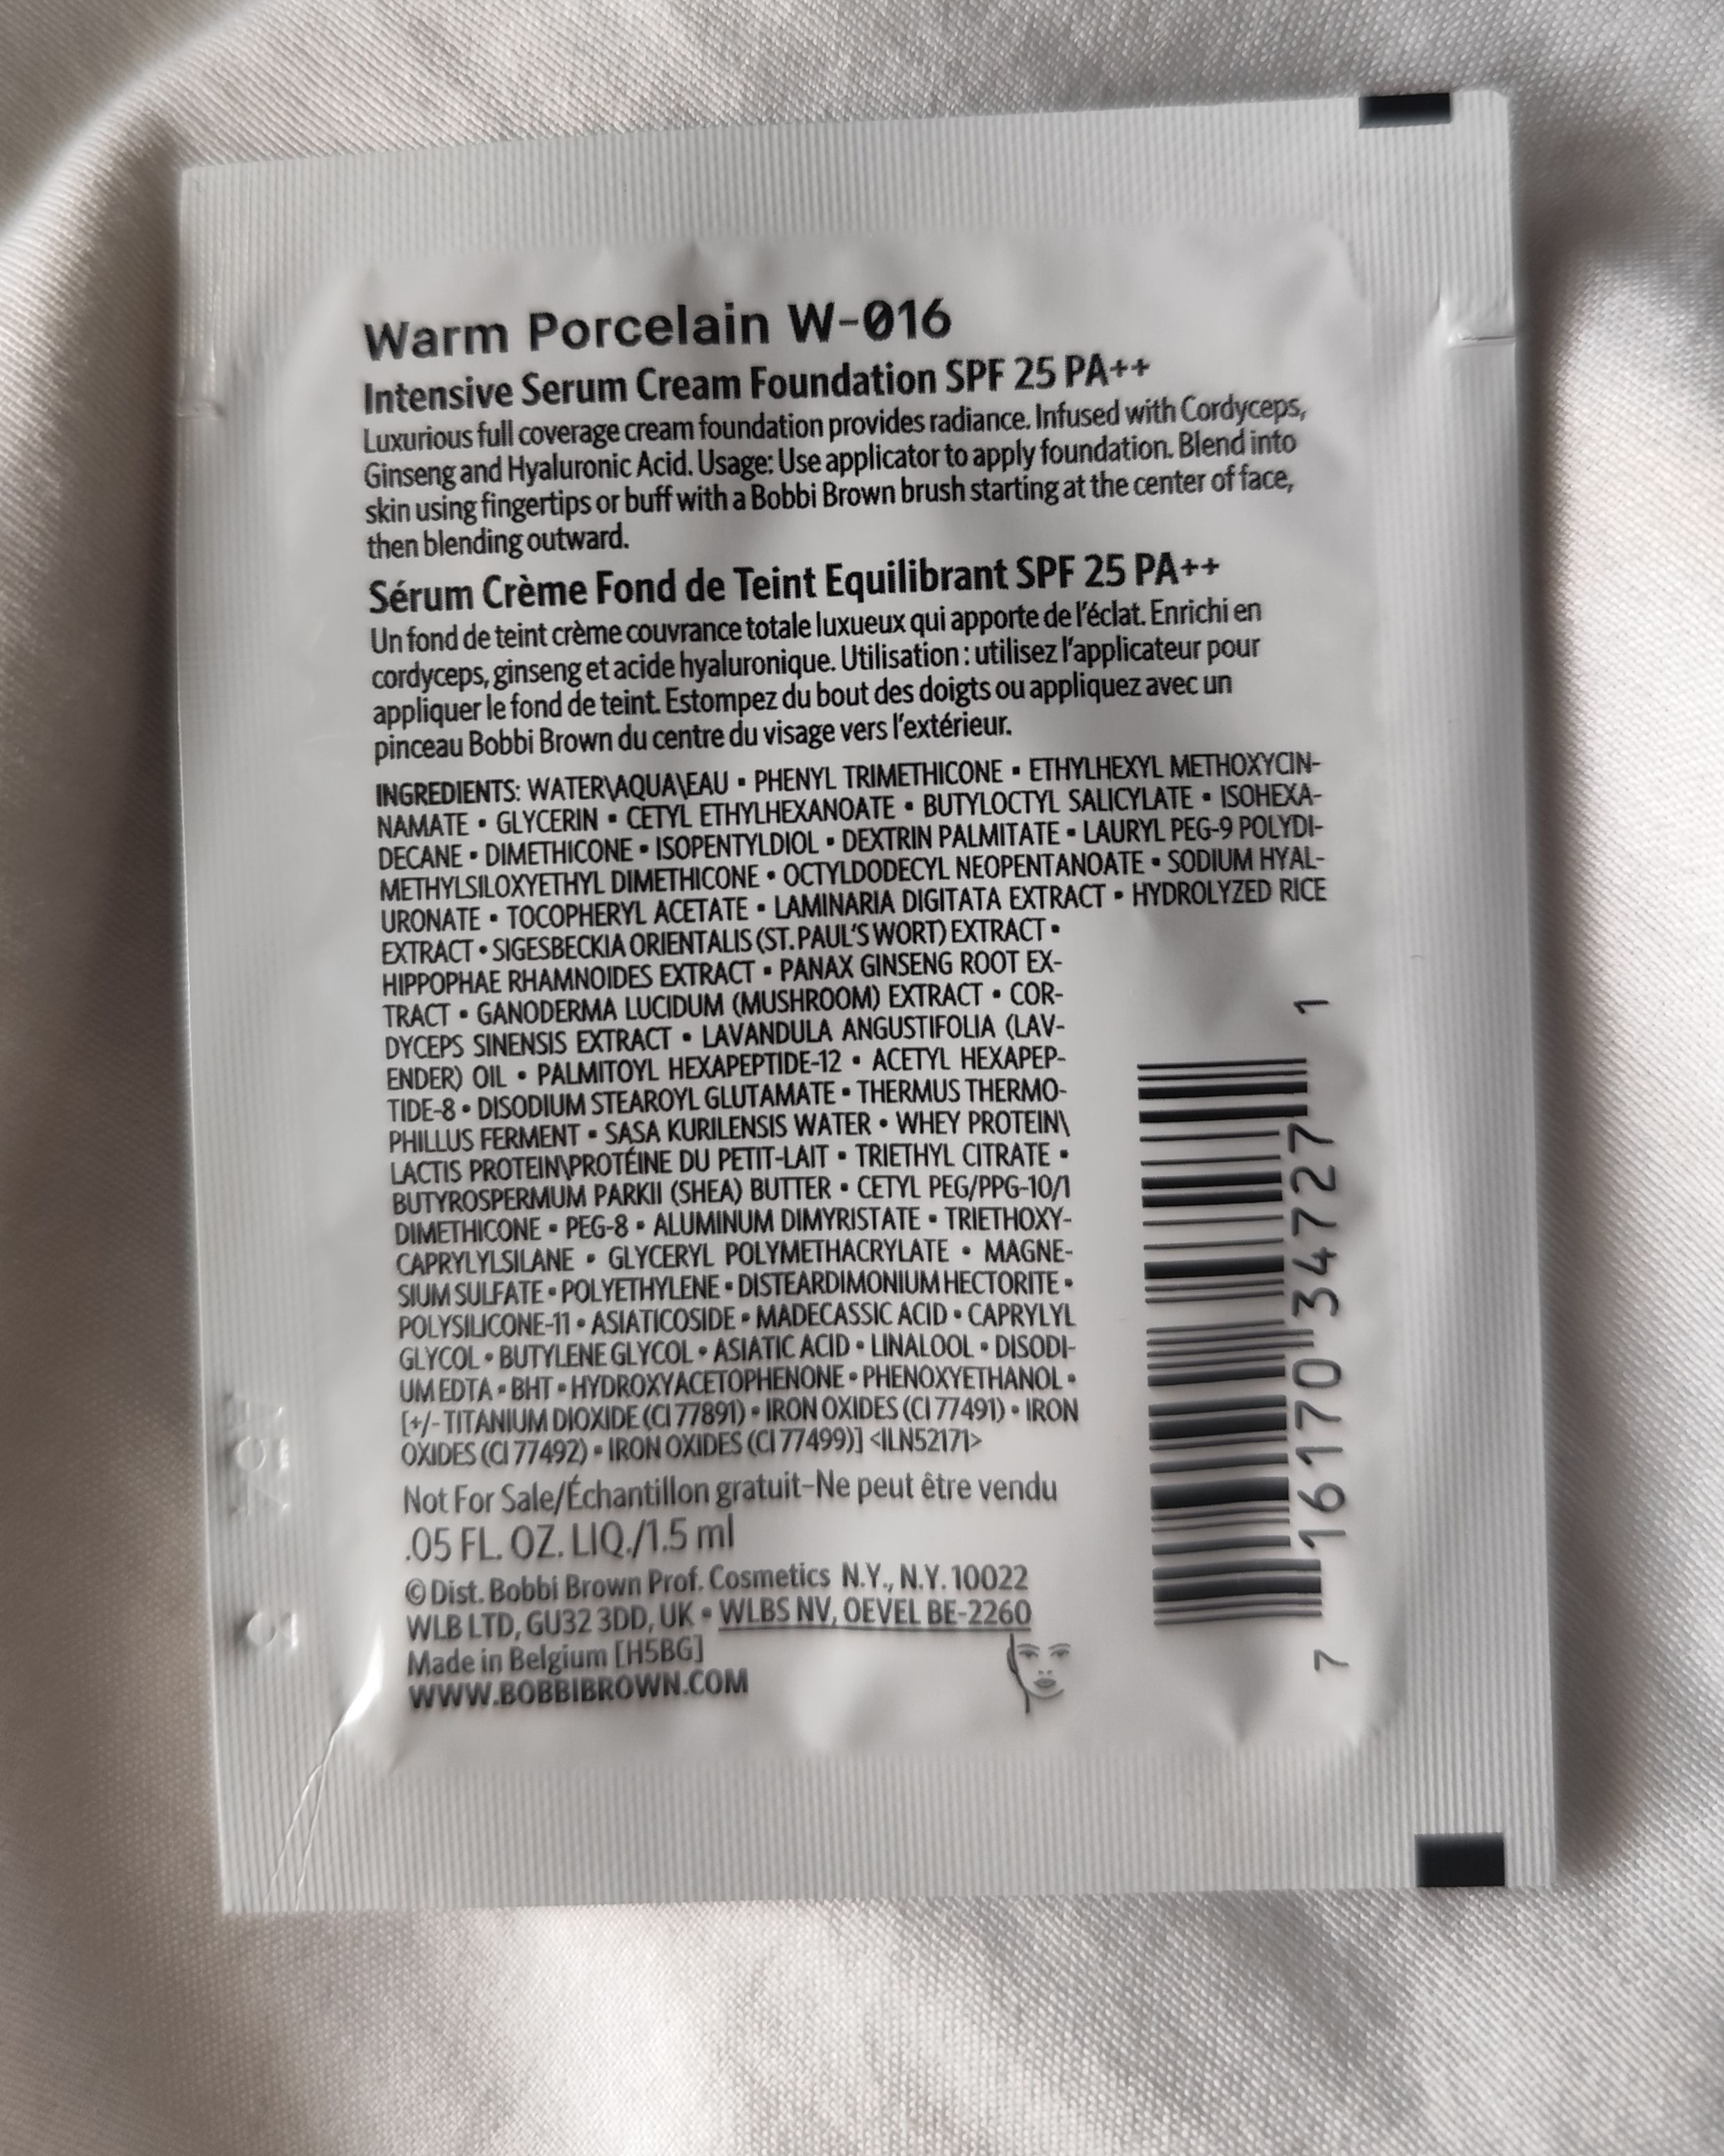 Warm Porcelain W-016
Intensive Serum Cream Foundation SPF 25 PA++
Luxurious full coverage cream foundation provides radiance. Infused with Cordyceps,
Ginseng and Hyaluronic Acid. Usage: Use applicator to apply foundation. Blend into
skin using fingertips or buff with a Bobbi Brown brush starting at the center of face,
then blending outward.
Sérum Crème Fond de Teint Equilibrant SPF 25 PA++
Un fond de teint crème couvrance totale luxueux qui apporte de l'éclat. Enrichi en
cordyceps, ginseng et acide hyaluronique. Utilisation : utilisez l'applicateur pour
appliquer le fond de teint. Estompez du bout des doigts ou appliquez avec un
pinceau Bobbi Brown du centre du visage vers l'extérieur.
INGREDIENTS: WATER\AQUA\EAU • PHENYL TRIMETHICONE • ETHYLHEXYL METHOXYCIN-
NAMATE • GLYCERIN • CETYL ETHYLHEXANOATE • BUTYLOCTYL SALICYLATE • ISOHEXA-
DECANE • DIMETHICONE • ISOPENTYLDIOL • DEXTRIN PALMITATE • LAURYL PEG-9 POLYDI-
METHYLSILOXYETHYL DIMETHICONE • OCTYLDODECYL NEOPENTANOATE • SODIUM HYAL-
URONATE • TOCOPHERYL ACETATE • LAMINARIA DIGITATA EXTRACT • HYDROLYZED RICE
EXTRACT • SIGESBECKIA ORIENTALIS (ST. PAUL'S WORT) EXTRACT •
HIPPOPHAE RHAMNOIDES EXTRACT • PANAX GINSENG ROOT EX-
TRACT • GANODERMA LUCIDUM (MUSHROOM) EXTRACT • COR-
DYCEPS SINENSIS EXTRACT • LAVANDULA ANGUSTIFOLIA (LAV-
ENDER) OIL • PALMITOYL HEXAPEPTIDE-12 • ACETYL HEXAPEP-
TIDE-8 • DISODIUM STEAROYL GLUTAMATE • THERMUS THERMO-
PHILLUS FERMENT • SASA KURILENSIS WATER • WHEY PROTEIN\
LACTIS PROTEIN\PROTÉINE DU PETIT-LAIT • TRIETHYL CITRATE •
BUTYROSPERMUM PARKII (SHEA) BUTTER • CETYL PEG/PPG-10/1
DIMETHICONE • PEG-8 • ALUMINUM DIMYRISTATE • TRIETHOXY-
CAPRYLYLSILANE • GLYCERYL POLYMETHACRYLATE • MAGNE-
SIUM SULFATE • POLYETHYLENE • DISTEARDIMONIUM HECTORITE •
POLYSILICONE-11 • ASIATICOSIDE • MADECASSIC ACID • CAPRYLYL
GLYCOL • BUTYLENE GLYCOL • ASIATIC ACID • LINALOOL • DISODI-
UM EDTA • BHT • HYDROXYACETOPHENONE • PHENOXYETHANOL •
[+/- TITANIUM DIOXIDE (CI 77891) • IRON OXIDES (CI 77491) • IRON
OXIDES (CI 77492) • IRON OXIDES (CI 77499)] <ILN52171>
Not For Sale/Échantillon gratuit-Ne peut être vendu
.05 FL. OZ. LIQ./1.5 ml
© Dist. Bobbi Brown Prof. Cosmetics N.Y., N.Y. 10022
WLB LTD, GU32 3DD, UK • WLBS NV, OEVEL BE-2260
Made in Belgium [H5BG]
WWW.BOBBIBROWN.COM
7 16170 34727 1